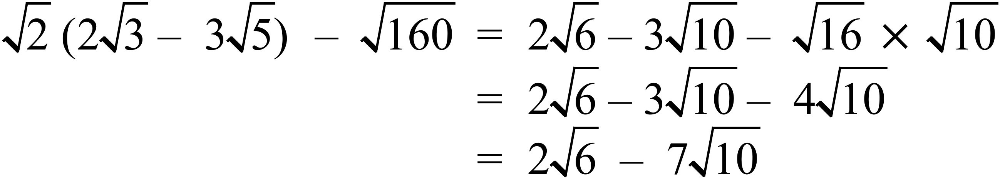 √2 (2√3 − 3√5) − √160 = 2√6 − 3√10 − √16 × √10
= 2√6 − 3√10 − 4√10
= 2√6 − 7√10